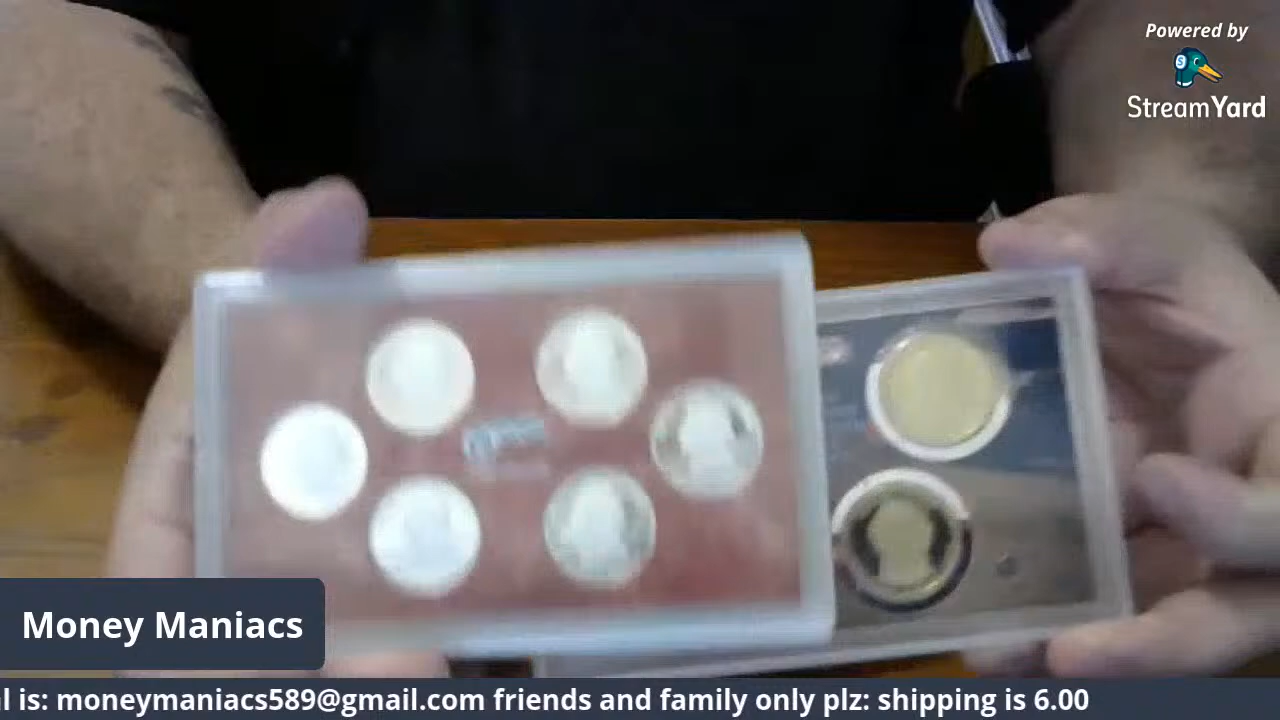 Powered by
StreamYard
Money Maniacs
l is: moneymaniacs589@gmail.com friends and family only plz: shipping is 6.00